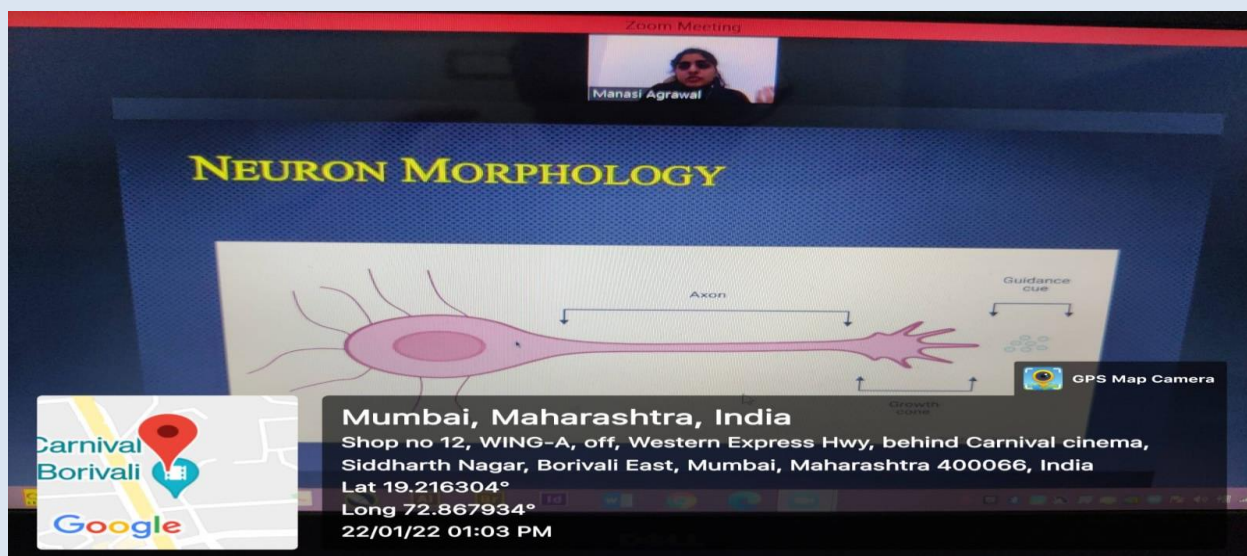 Zoom Meeting
Manasi Agrawal
NEURON MORPHOLOGY
Axon
Guidance
cue
Growth
cone
GPS Map Camera
Carnival
Borivali
Google
Mumbai, Maharashtra, India
Shop no 12, WING-A, off, Western Express Hwy, behind Carnival cinema,
Siddharth Nagar, Borivali East, Mumbai, Maharashtra 400066, India
Lat 19.216304°
Long 72.867934°
22/01/22 01:03 PM